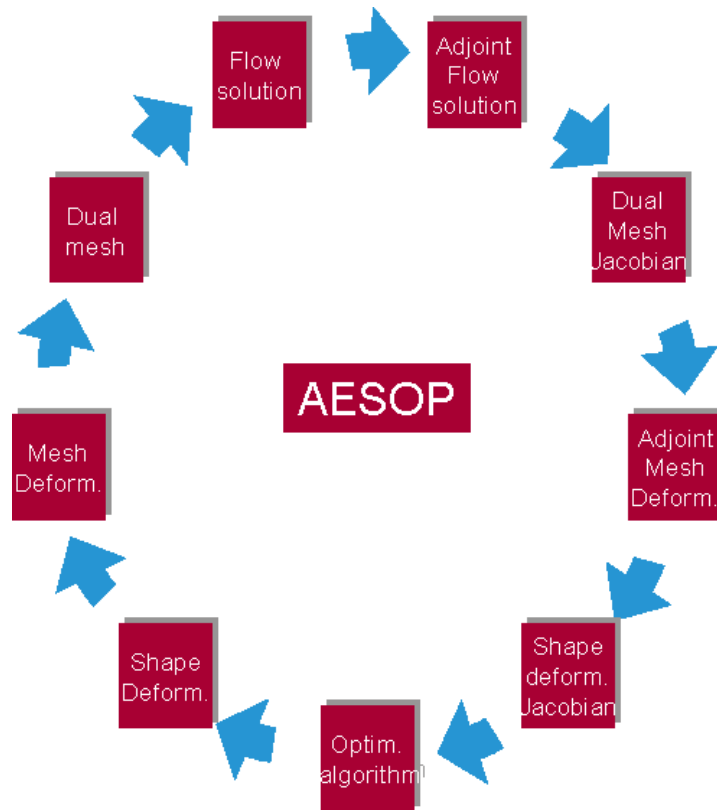 Flow
solution
Adjoint
Flow
solution
Dual
Mesh
Jacobian
Adjoint
Mesh
Deform.
Shape
deform.
Jacobian
Optim.
algorithm
Shape
Deform.
Mesh
Deform.
Dual
mesh
AESOP